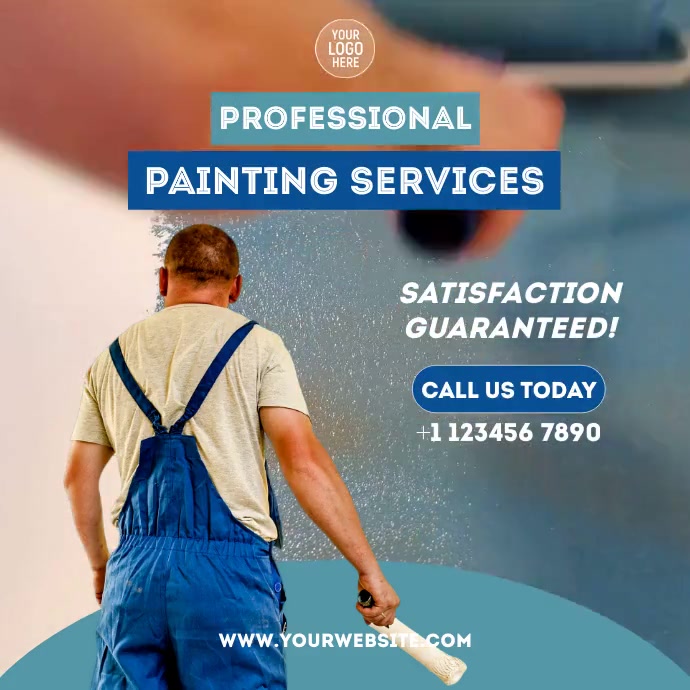 YOUR
LOGO
HERE
PROFESSIONAL
PAINTING SERVICES
SATISFACTION
GUARANTEED!
CALL US TODAY
+1 123456 7890
WWW.YOURWEBSITE.COM